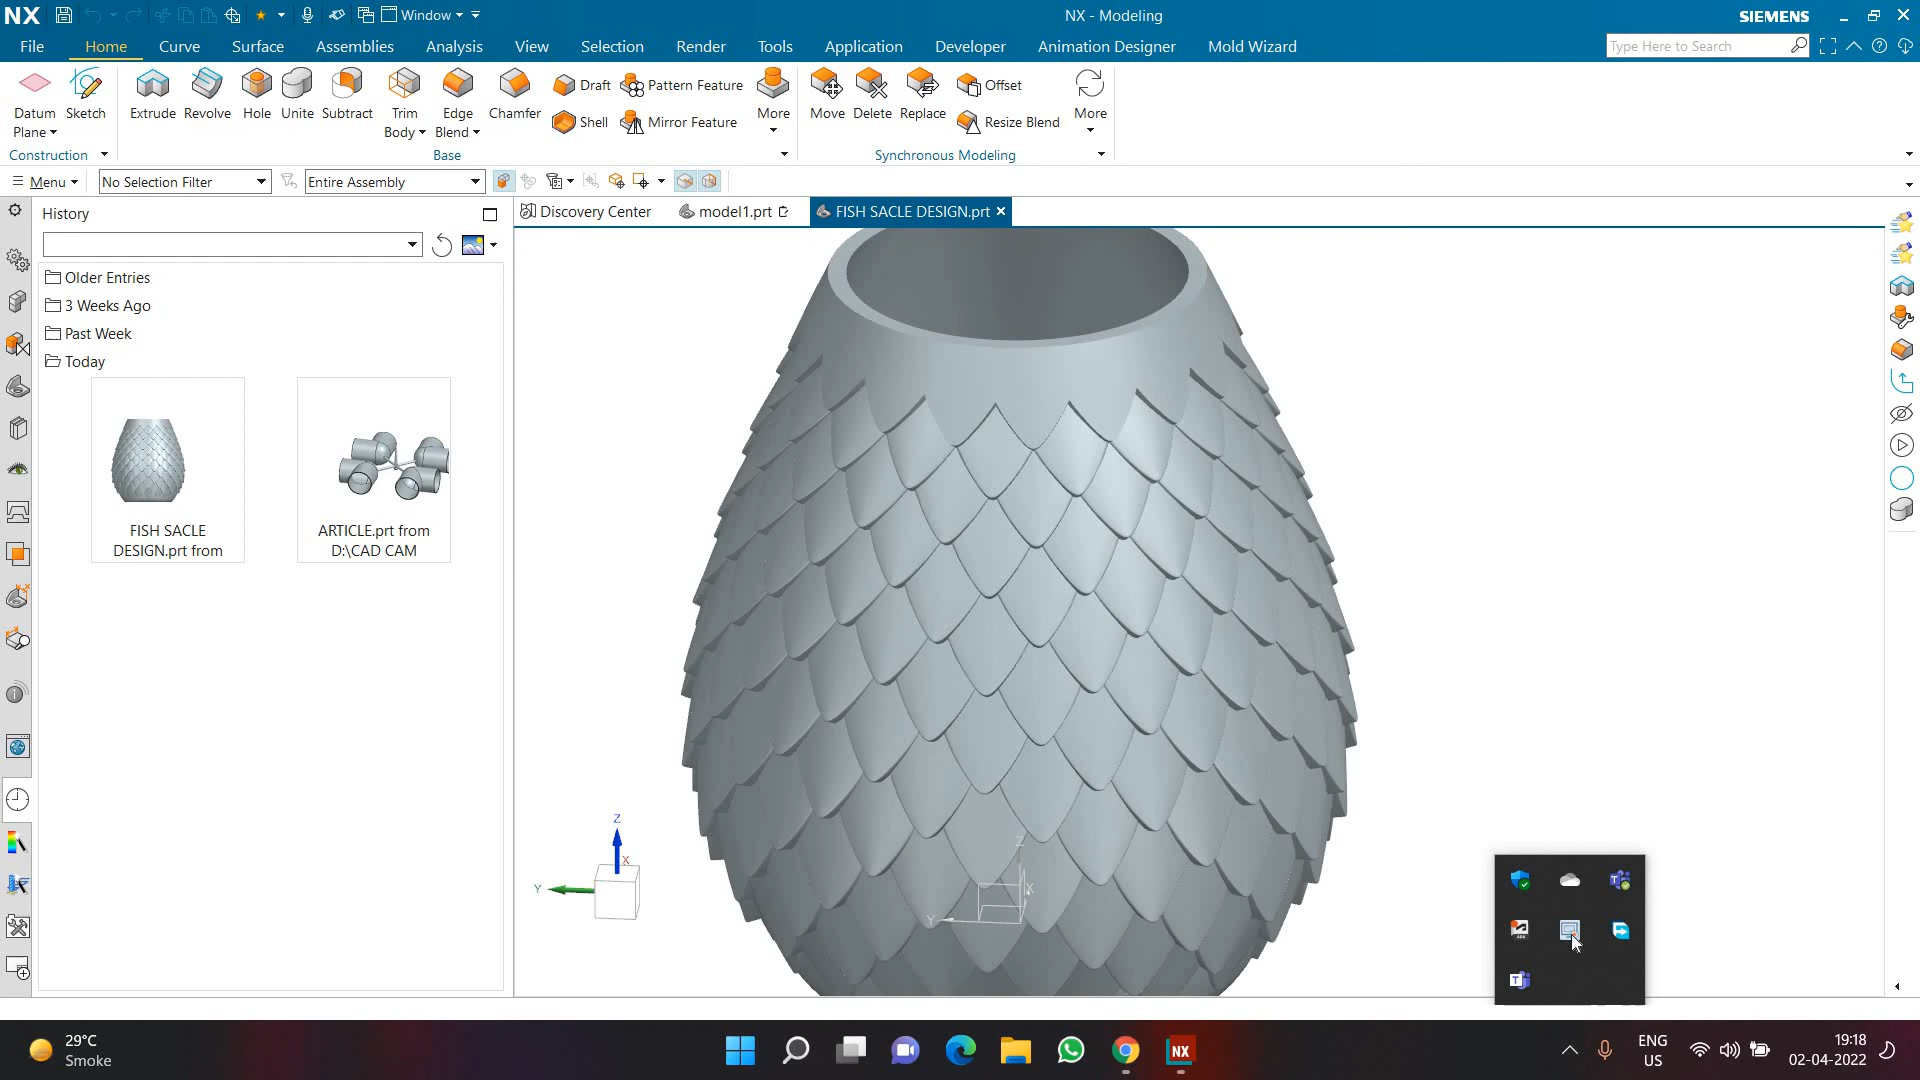 NX
Window
NX - Modeling
SIEMENS
File
Home
Curve
Surface
Assemblies
Analysis
View
Selection
Render
Tools
Application
Developer
Animation Designer
Mold Wizard
Type Here to Search
Datum
Plane
Sketch
Extrude
Revolve
Hole
Unite
Subtract
Trim
Body
Edge
Blend
Chamfer
Draft
Shell
Pattern Feature
Mirror Feature
More
Move
Delete
Replace
Offset
Resize Blend
More
Construction
Base
Synchronous Modeling
Menu
No Selection Filter
Entire Assembly
History
Discovery Center
model1.prt
FISH SACLE DESIGN.prt
Older Entries
3 Weeks Ago
Past Week
Today
FISH SACLE
DESIGN.prt from
ARTICLE.prt from
D:\CAD CAM
Z
X
Y
Z
X
Y
29°C
Smoke
NX
ENG
US
19:18
02-04-2022